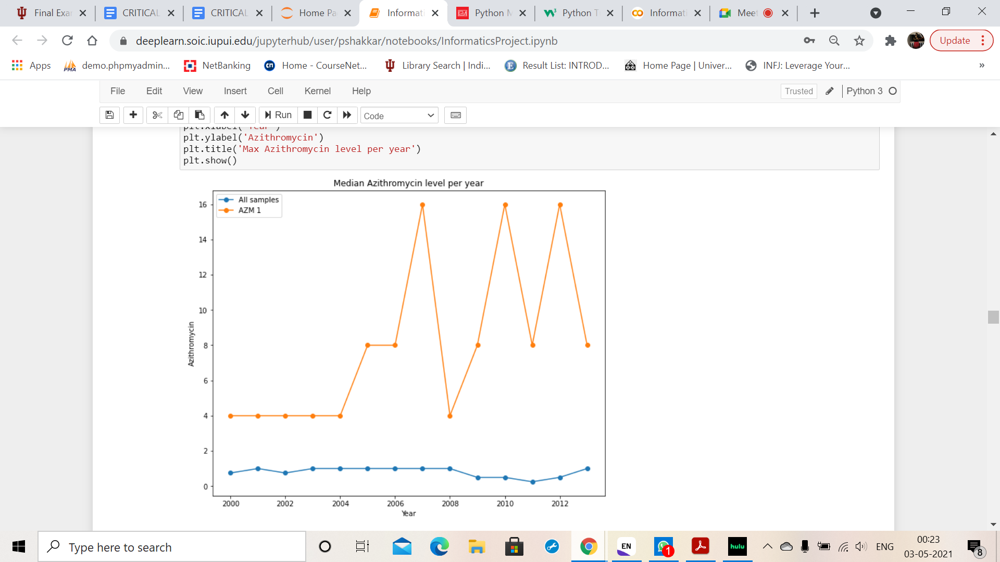 Final Exar
CRITICAL
CRITICAL
Home Pa
Informati
Python M
Python T
Informati
Meet
deeplearn.soic.iupui.edu/jupyterhub/user/pshakkar/notebooks/InformaticsProject.ipynb
Update
Apps
demo.phpmyadmin...
NetBanking
Home - CourseNet...
Library Search | Indi...
Result List: INTROD...
Home Page | Univer...
INFJ: Leverage Your...
»
File Edit View Insert Cell Kernel Help
Trusted
Python 3
Run
Code
plt.xlabel('Year')
plt.ylabel('Azithromycin')
plt.title('Max Azithromycin level per year')
plt.show()
Median Azithromycin level per year
All samples
AZM 1
16
14
12
10
8
6
4
2
0
Azithromycin
2000 2002 2004 2006 2008 2010 2012
Year
Type here to search
EN
1
hulu
ENG
00:23
03-05-2021
8